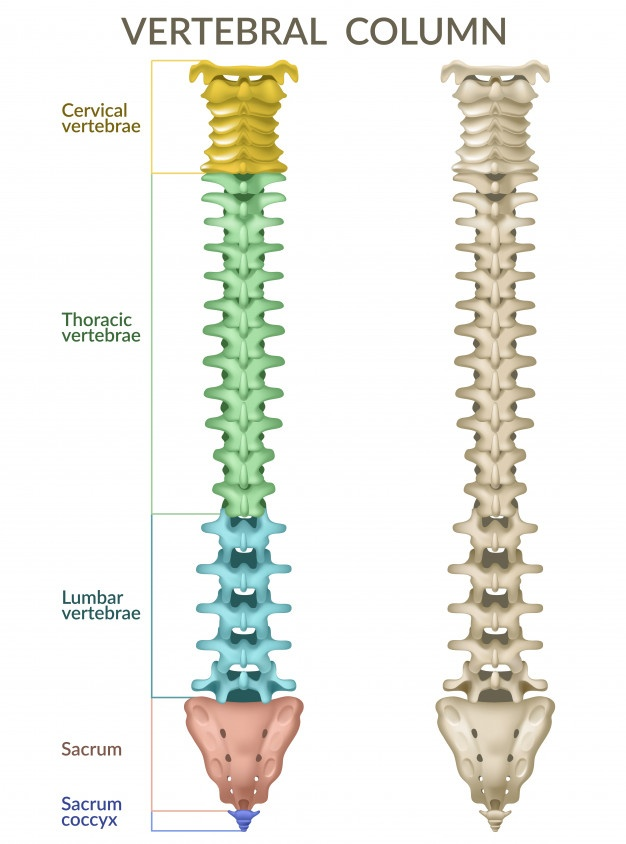 VERTEBRAL COLUMN
Cervical
vertebrae
Thoracic
vertebrae
Lumbar
vertebrae
Sacrum
Sacrum
coccyx